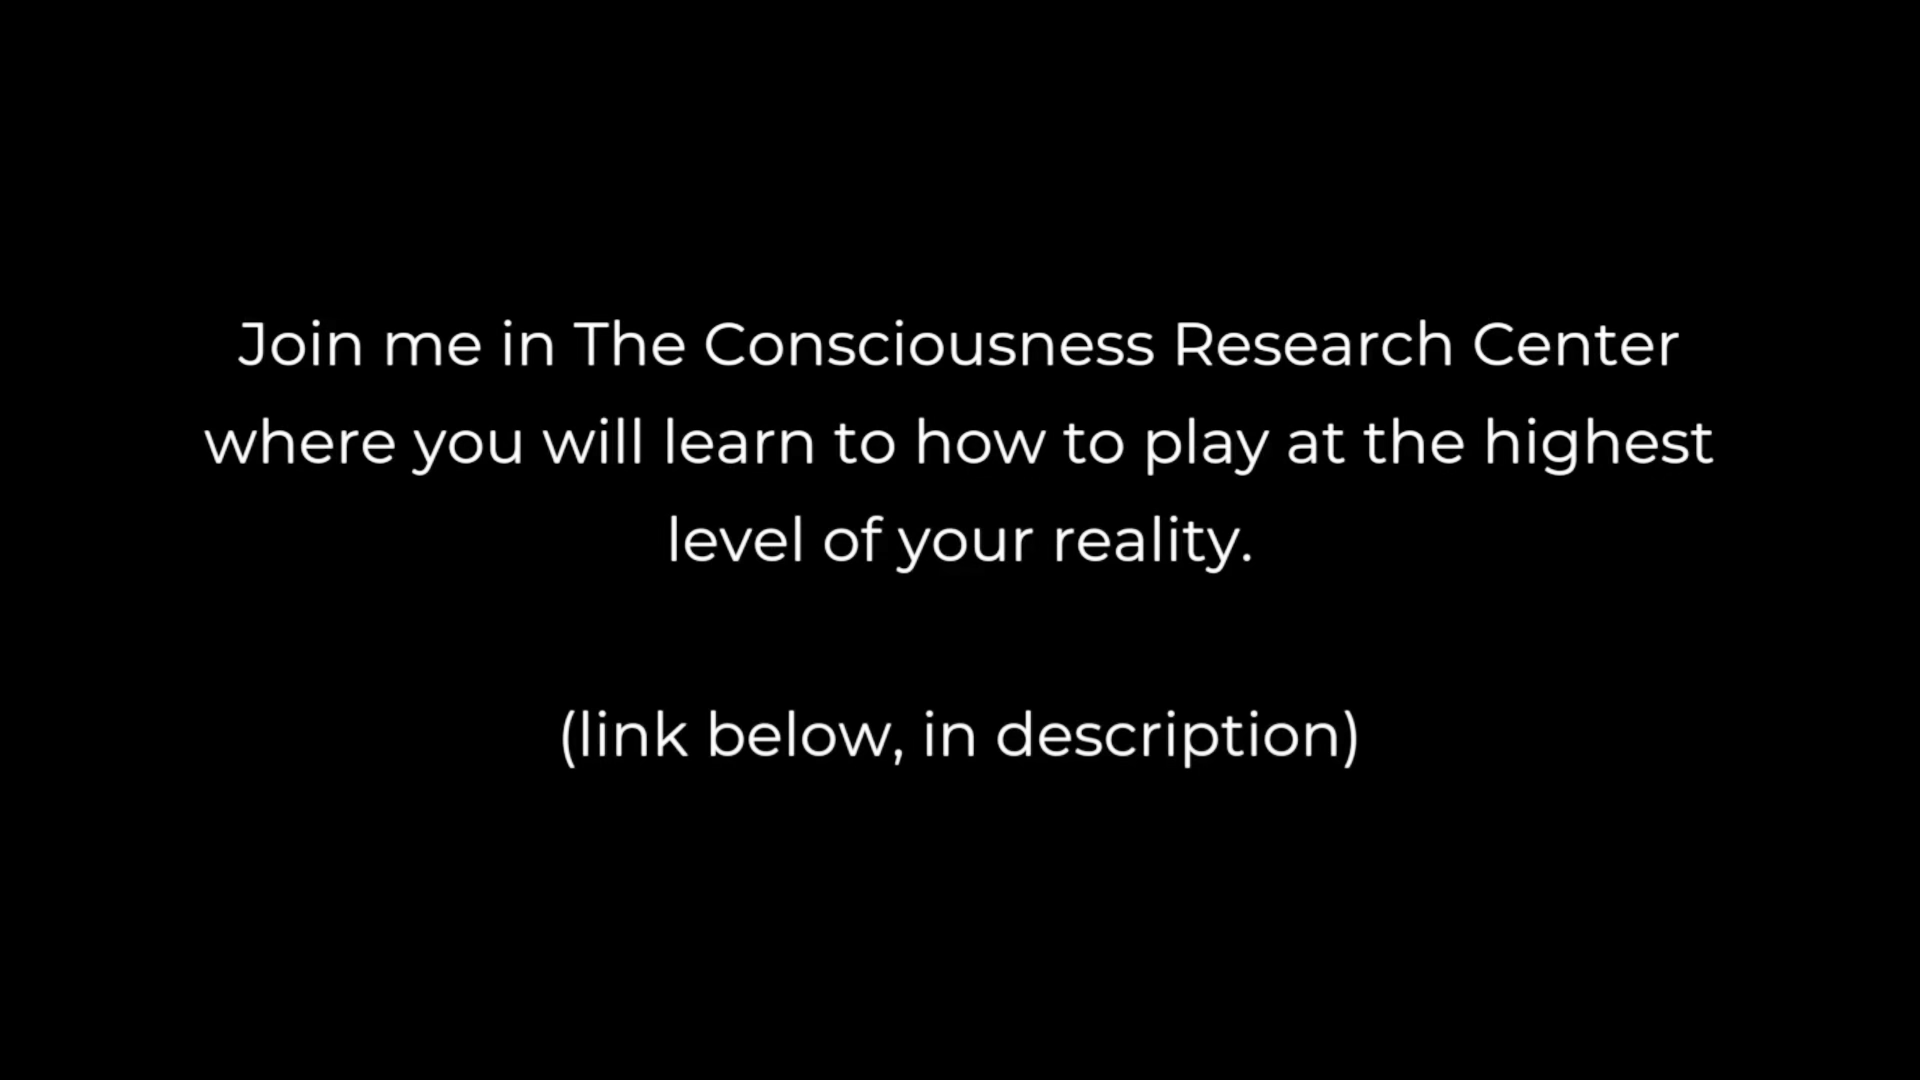 Join me in The Consciousness Research Center
where you will learn to how to play at the highest
level of your reality.
(link below, in description)